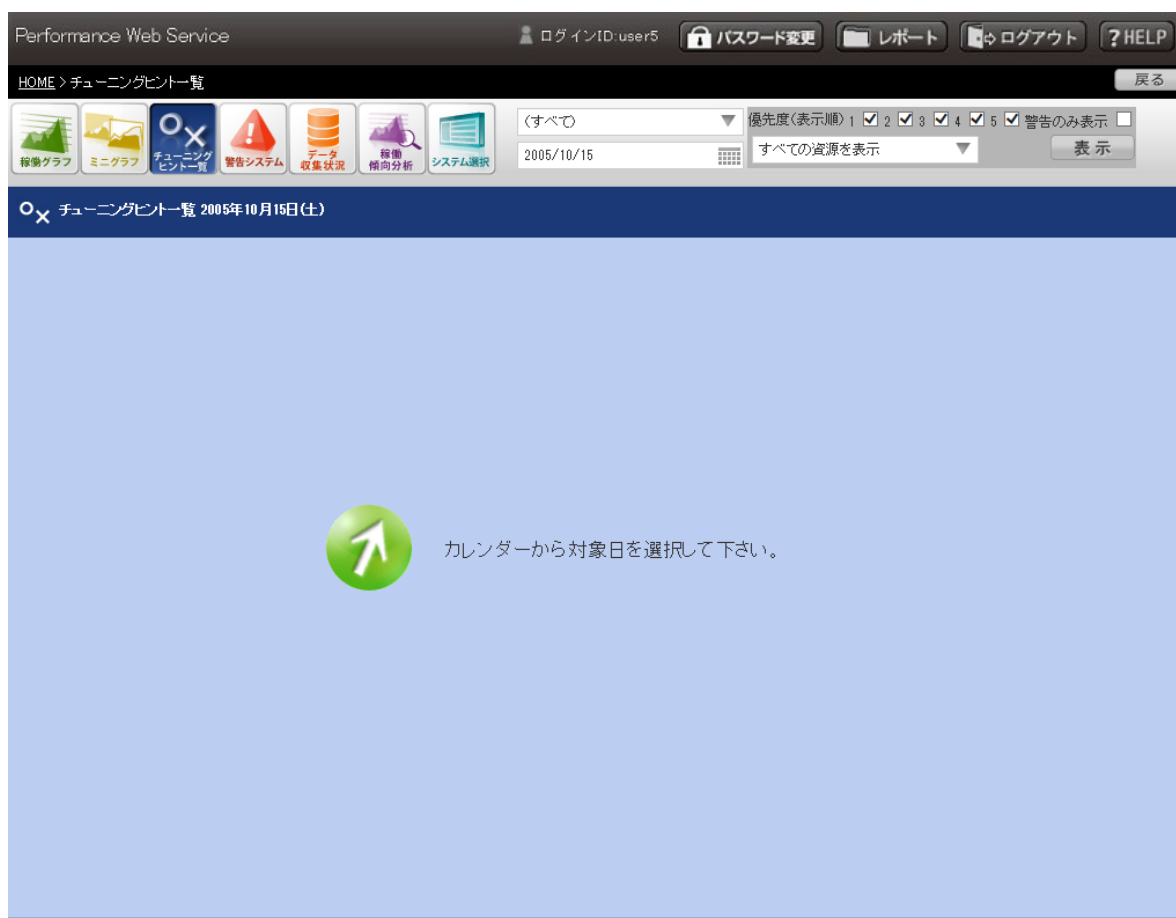 Performance Web Service
ログインID:user5
パスワード変更
レポート
ログアウト
?HELP
HOME > チューニングヒント一覧
戻る
稼働グラフ
ミニグラフ
チューニング
ヒント一覧
警告システム
データ
収集状況
稼働
傾向分析
システム選択
(すべて)
優先度(表示順) 1 2 3 4 5 警告のみ表示
2005/10/15
すべての資源を表示
表示
チューニングヒント一覧 2005年10月15日(土)
カレンダーから対象日を選択して下さい。